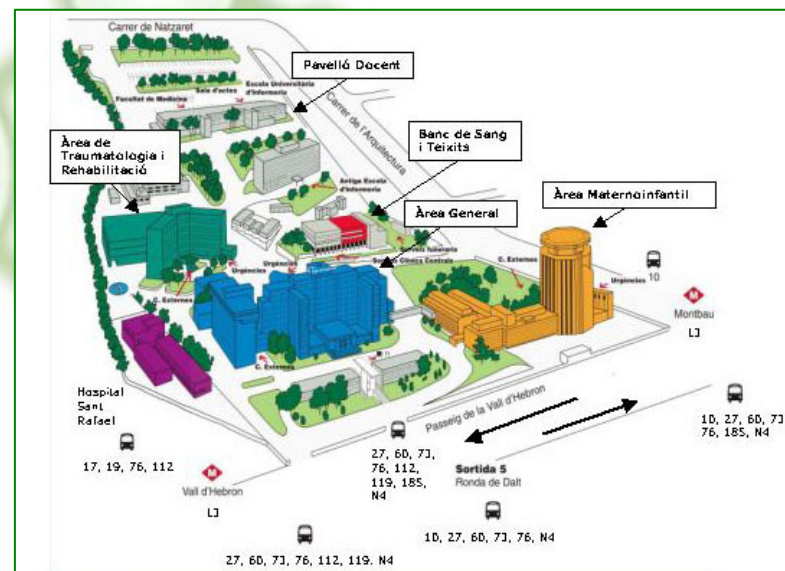 Carrer de Natzaret
Pavelló Docent
Escola Universitària
d'Infermeria
Sala d'actes
Facultat de Medicina
Carrer de l'Arquitectura
Banc de Sang
i Teixits
Àrea de
Traumatologia i
Rehabilitació
Àrea Maternoinfantil
Antiga Escola
d'Infermeria
Àrea General
C. Externes
Urgències
Urgències
Urgències
10
C. Externes
M
Montbau
L3
C. Externes
Hospital
Sant
Rafael
Passeig de la Vall d'Hebron
17, 19, 76, 112
M
Vall d'Hebron
L3
27, 60, 73,
76, 112,
119, 185,
N4
Sortida 5
Ronda de Dalt
10, 27, 60, 73,
76, 185, N4
10, 27, 60, 73, 76, N4
27, 60, 73, 76, 112, 119. N4